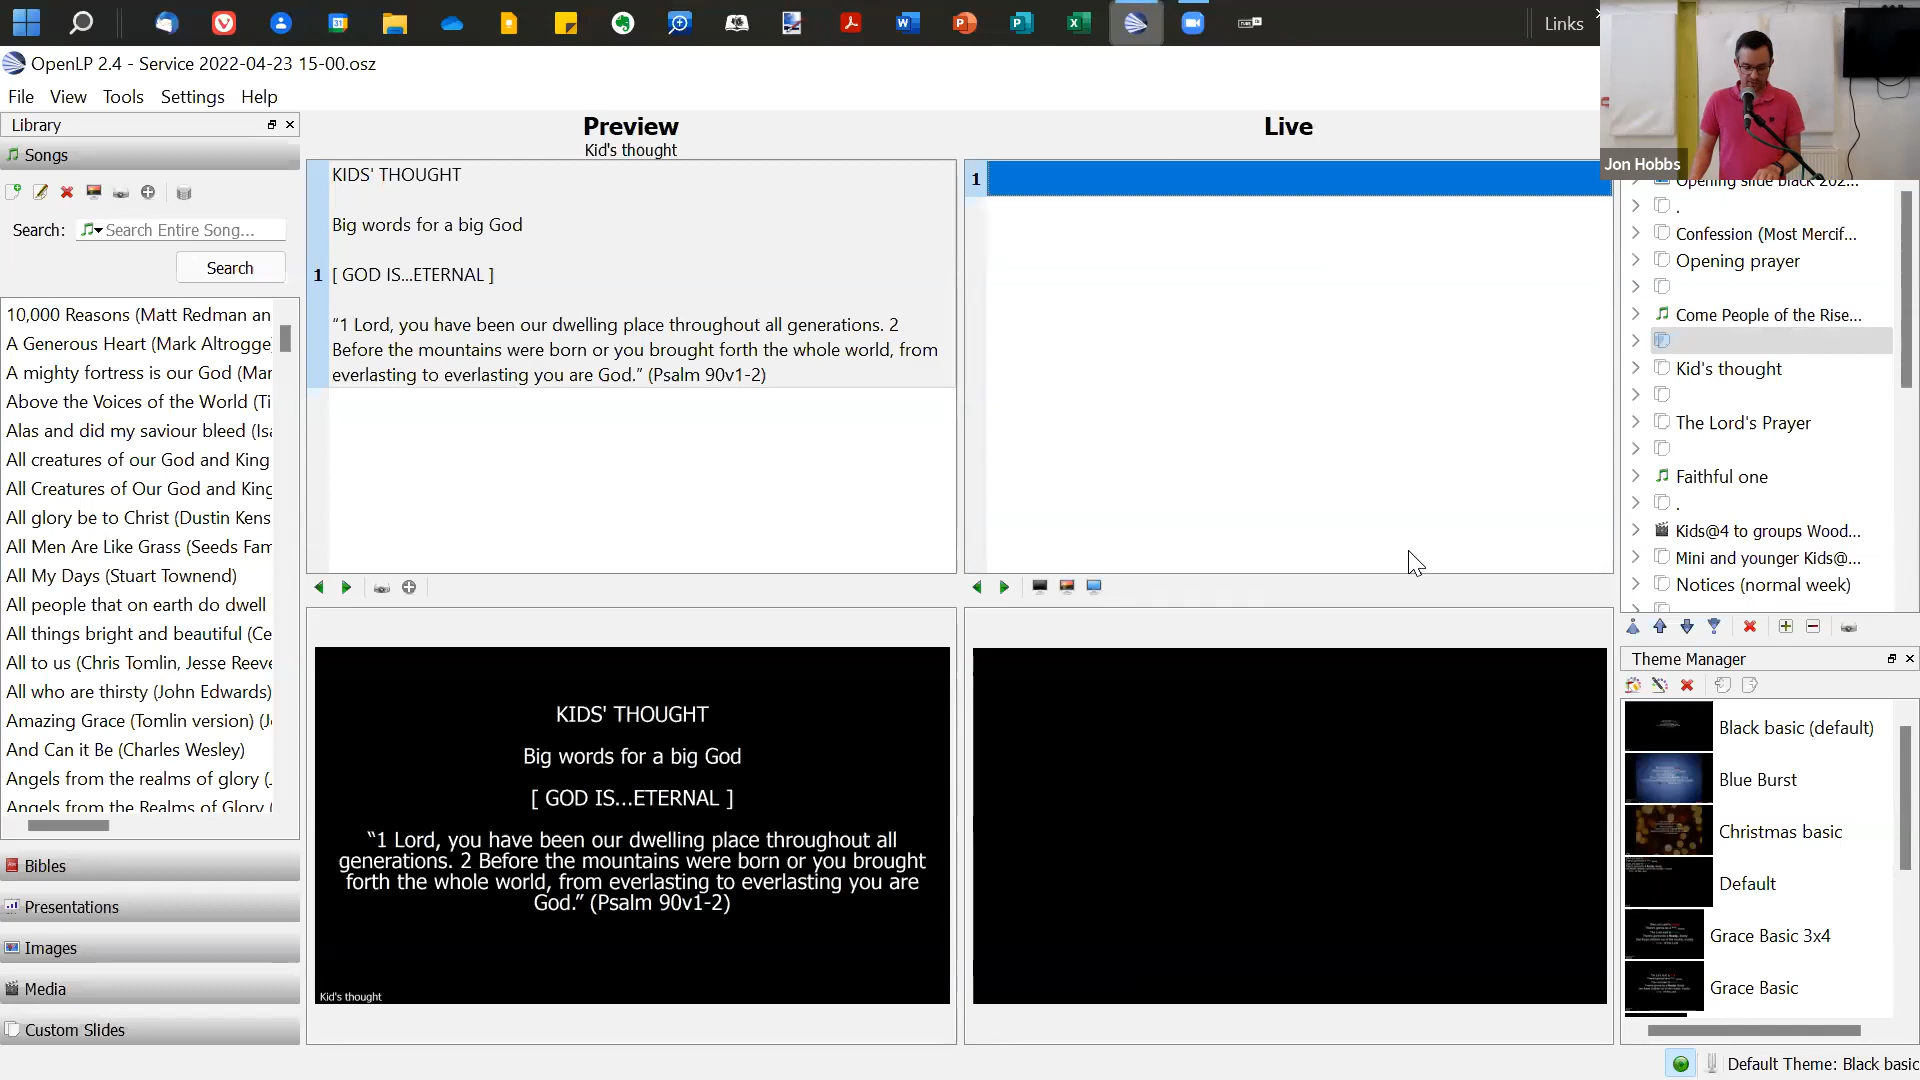 Links
OpenLP 2.4 - Service 2022-04-23 15-00.osz
File View Tools Settings Help
Jon Hobbs
Library
Songs
Search: Search Entire Song...
Search
10,000 Reasons (Matt Redman an
A Generous Heart (Mark Altrogge
A mighty fortress is our God (Mar
Above the Voices of the World (Ti
Alas and did my saviour bleed (Isa
All creatures of our God and King
All Creatures of Our God and King
All glory be to Christ (Dustin Kens
All Men Are Like Grass (Seeds Fam
All My Days (Stuart Townend)
All people that on earth do dwell
All things bright and beautiful (Ce
All to us (Chris Tomlin, Jesse Reeve
All who are thirsty (John Edwards)
Amazing Grace (Tomlin version) (J
And Can it Be (Charles Wesley)
Angels from the realms of glory (J
Angels from the Realms of Glory (
Bibles
Presentations
Images
Media
Custom Slides
Preview
Kid's thought
KIDS' THOUGHT
Big words for a big God
1 [ GOD IS...ETERNAL ]
“1 Lord, you have been our dwelling place throughout all generations. 2
Before the mountains were born or you brought forth the whole world, from
everlasting to everlasting you are God.” (Psalm 90v1-2)
KIDS' THOUGHT
Big words for a big God
[ GOD IS...ETERNAL ]
“1 Lord, you have been our dwelling place throughout all
generations. 2 Before the mountains were born or you brought
forth the whole world, from everlasting to everlasting you are
God.” (Psalm 90v1-2)
Kid's thought
Live
1
Opening slide black 202...
.
Confession (Most Mercif...
Opening prayer
Come People of the Rise...
Kid's thought
The Lord's Prayer
Faithful one
.
Kids@4 to groups Wood...
Mini and younger Kids@...
Notices (normal week)
Theme Manager
Black basic (default)
Blue Burst
Christmas basic
Default
Grace Basic 3x4
Grace Basic
Default Theme: Black basic